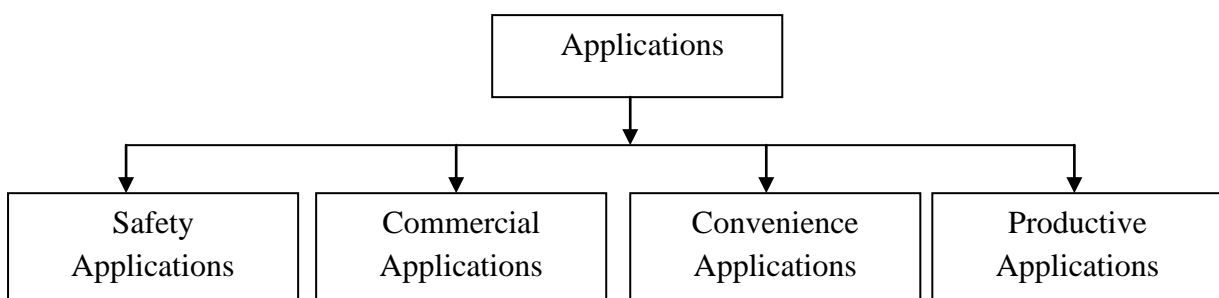 Applications
Safety
Applications
Commercial
Applications
Convenience
Applications
Productive
Applications